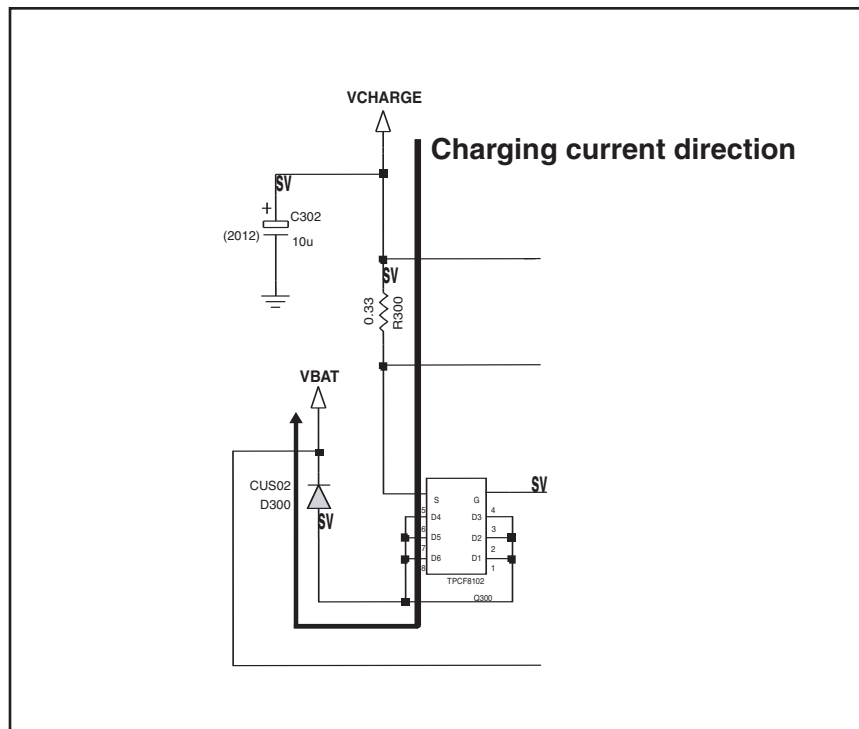 VCHARGE
Charging current direction
SV
+
C302
(2012)
10u
SV
0.33
R300
VBAT
CUS02
D300
SV
SV
S G
5 D4 D3 4
6 D5 D2 3
7 D6 D1 2
8 1
TPCF8102
Q300